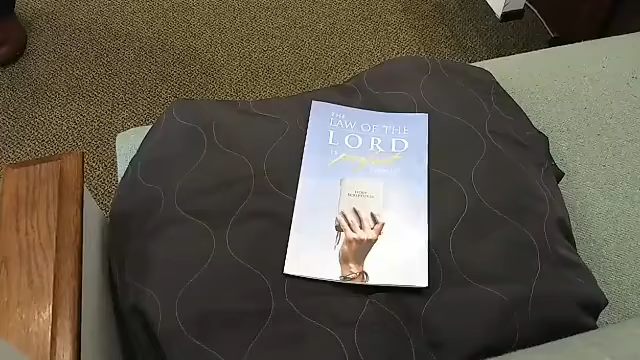 THE
LAW OF THE
LORD
IS perfect
HOLY
SCRIPTURES